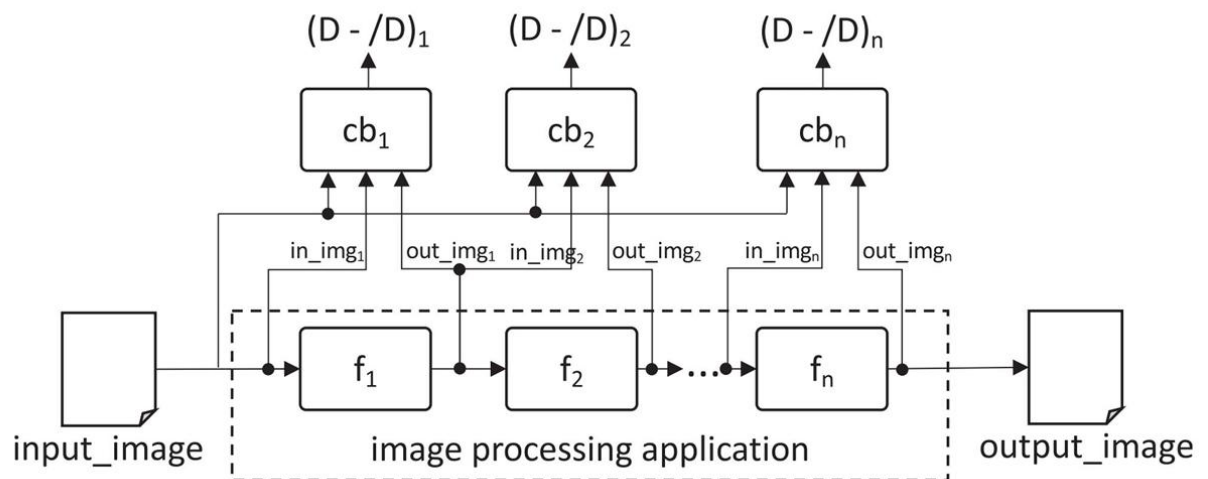 (D - /D)₁ (D - /D)₂ (D - /D)ₙ
cb₁ cb₂ cbₙ
in_img₁ out_img₁ in_img₂ out_img₂ in_imgₙ out_imgₙ
f₁ f₂ ... fₙ
input_image image processing application output_image